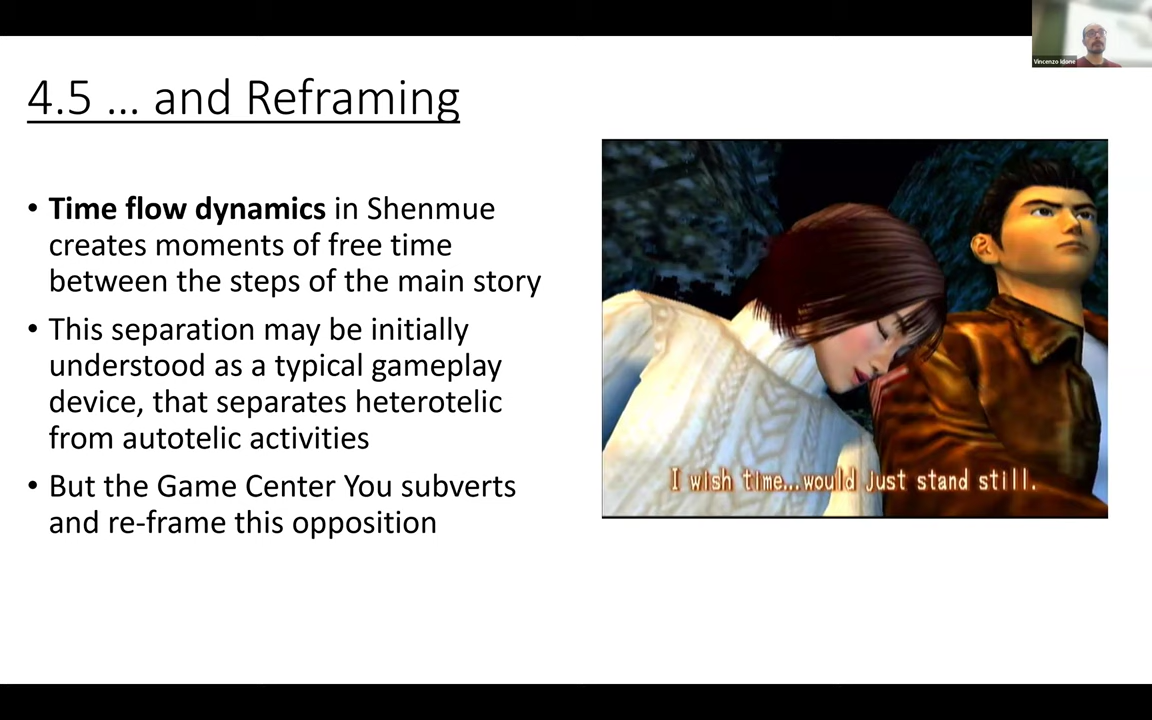 4.5 … and Reframing
• Time flow dynamics in Shenmue
creates moments of free time
between the steps of the main story
• This separation may be initially
understood as a typical gameplay
device, that separates heterotelic
from autotelic activities
• But the Game Center You subverts
and re-frame this opposition
I wish time...would just stand still.
Vincenzo Idone